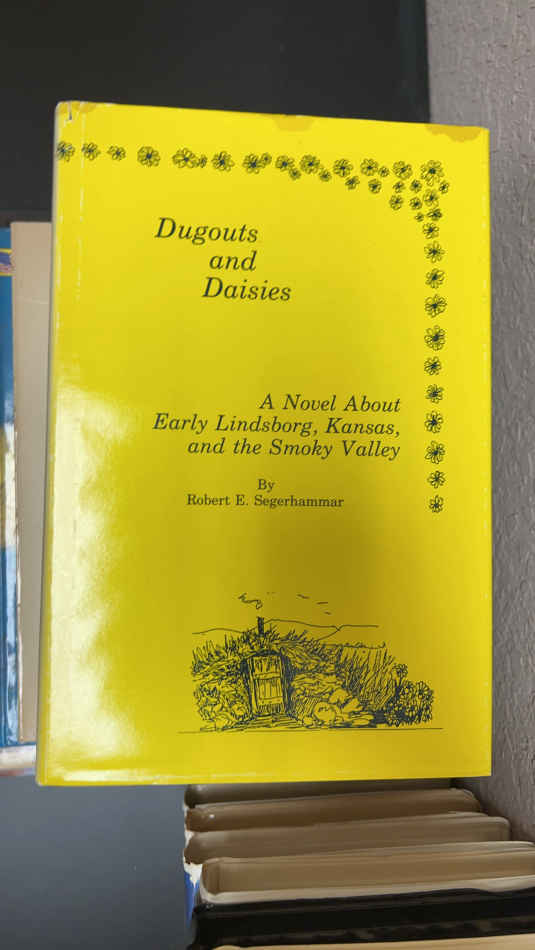 Dugouts
and
Daisies
A Novel About
Early Lindsborg, Kansas,
and the Smoky Valley
By
Robert E. Segerhammar